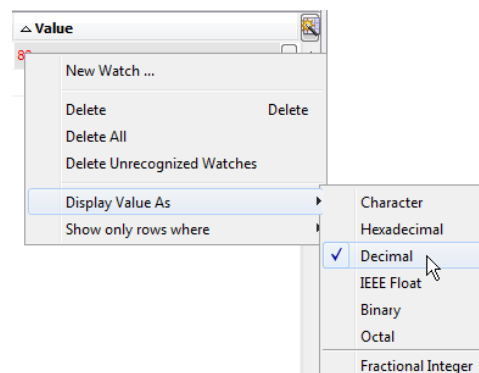 Value
New Watch ...
Delete Delete
Delete All
Delete Unrecognized Watches
Display Value As
Show only rows where
Character
Hexadecimal
Decimal
IEEE Float
Binary
Octal
Fractional Integer